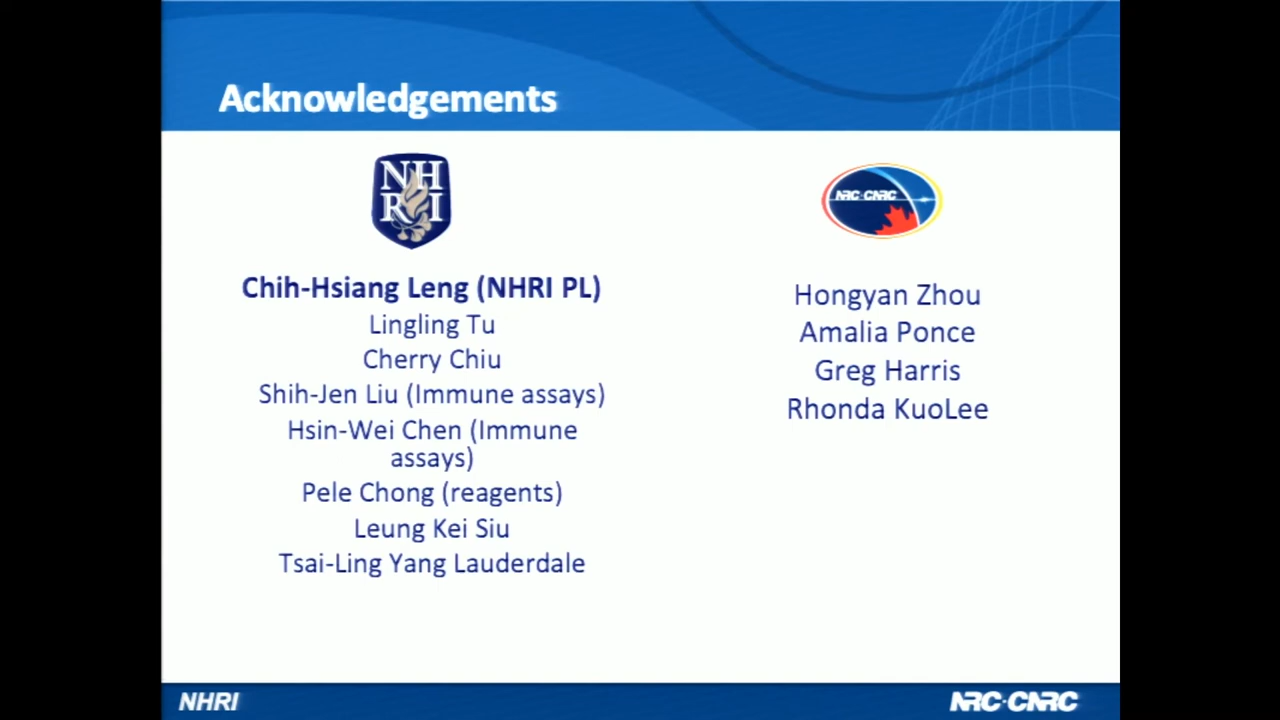 Acknowledgements
NH
RI
NRC·CNRC
Chih-Hsiang Leng (NHRI PL)
Lingling Tu
Cherry Chiu
Shih-Jen Liu (Immune assays)
Hsin-Wei Chen (Immune
assays)
Pele Chong (reagents)
Leung Kei Siu
Tsai-Ling Yang Lauderdale
Hongyan Zhou
Amalia Ponce
Greg Harris
Rhonda KuoLee
NHRI
NRC·CNRC